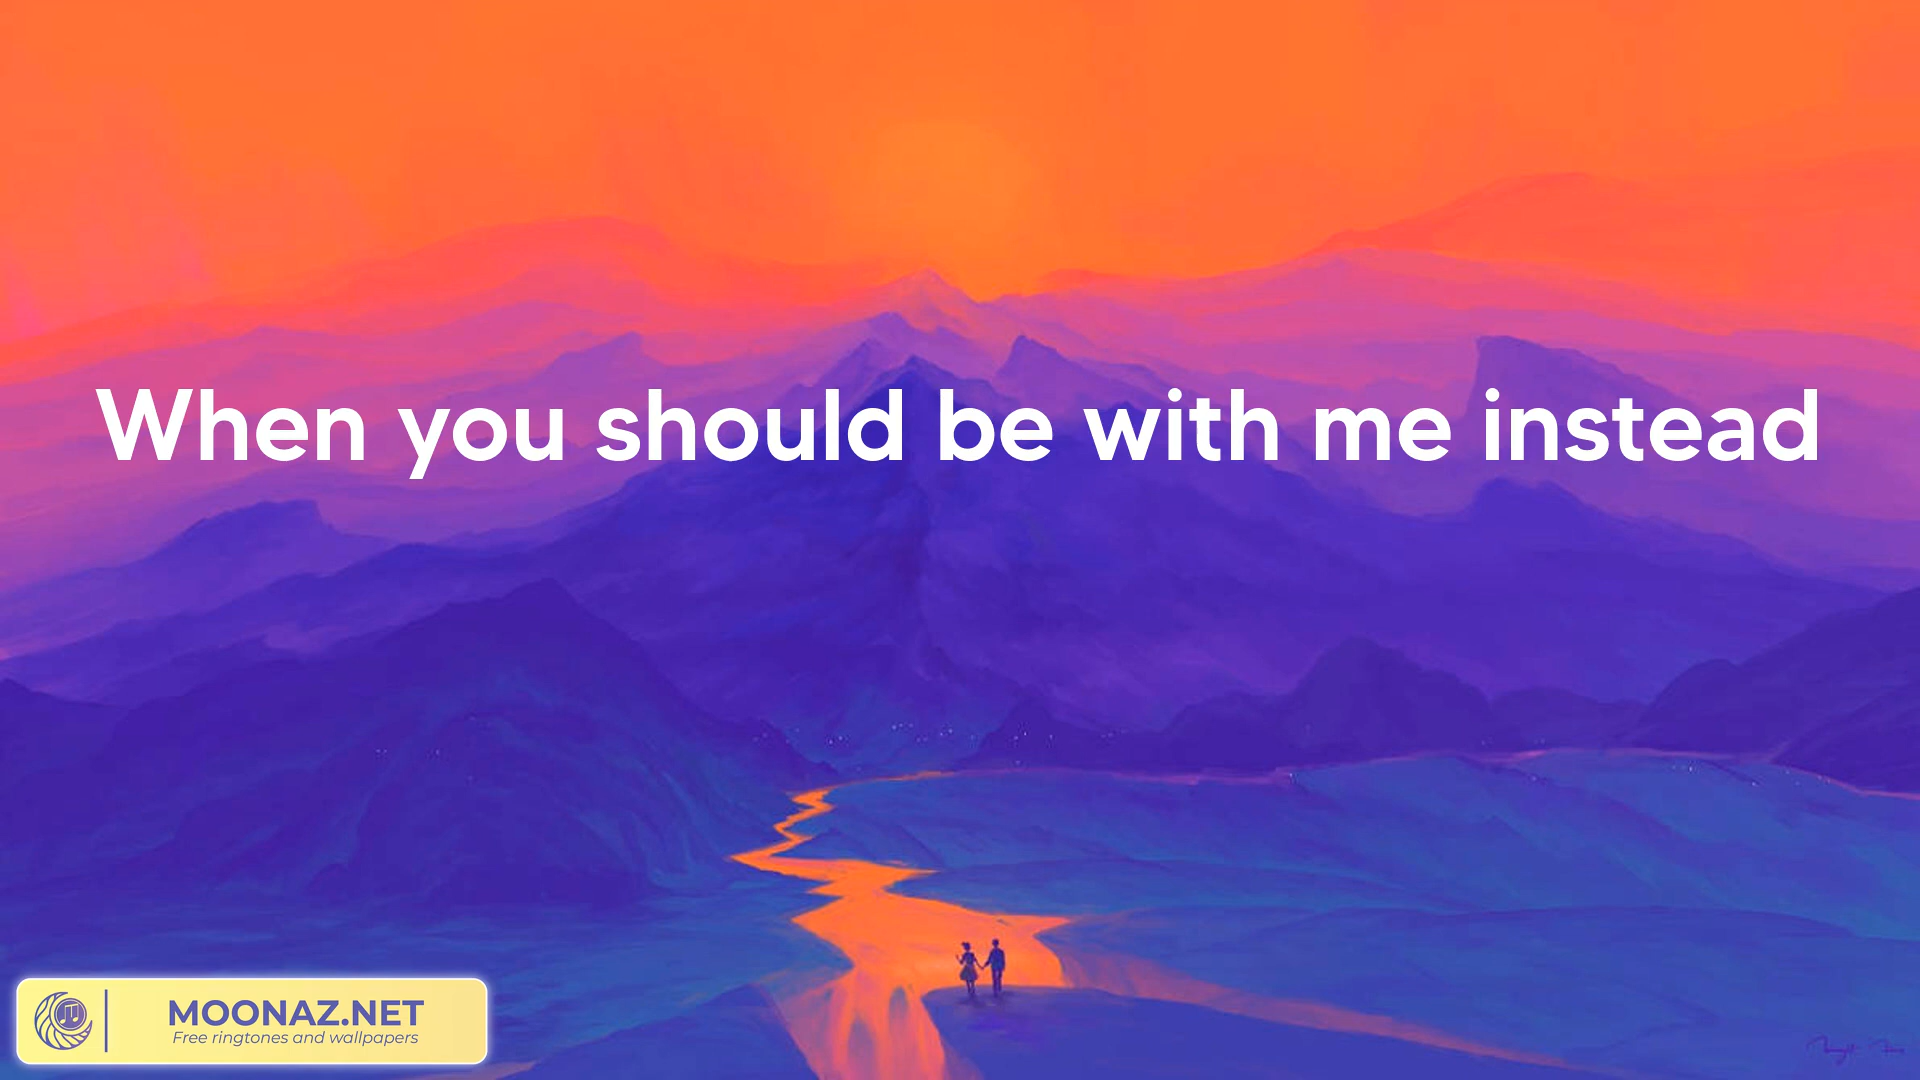 When you should be with me instead
MOONAZ.NET
Free ringtones and wallpapers